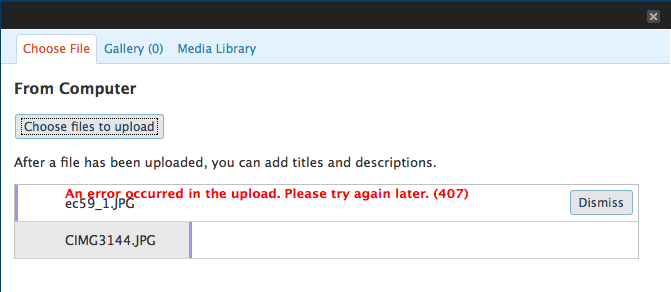 Choose File Gallery (0) Media Library
From Computer
Choose files to upload
After a file has been uploaded, you can add titles and descriptions.
An error occurred in the upload. Please try again later. (407)
ec59_1.JPG Dismiss
CIMG3144.JPG